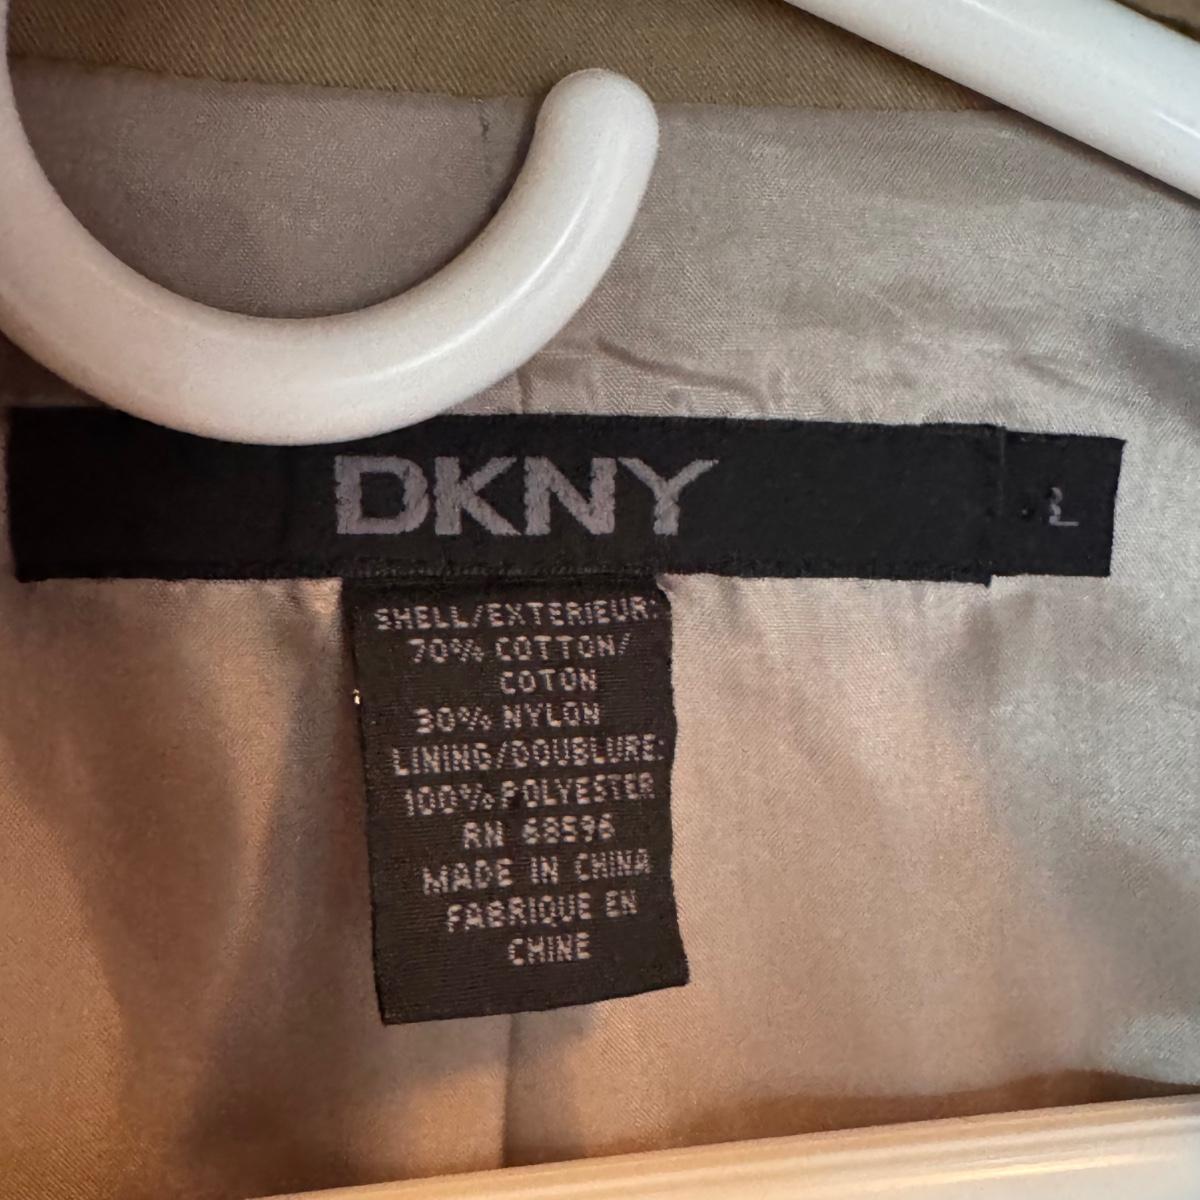 DKNY
L
SHELL/EXTERIEUR:
70% COTTON/
COTON
30% NYLON
LINING/DOUBLURE:
100% POLYESTER
RN 68596
MADE IN CHINA
FABRIQUE EN
CHINE